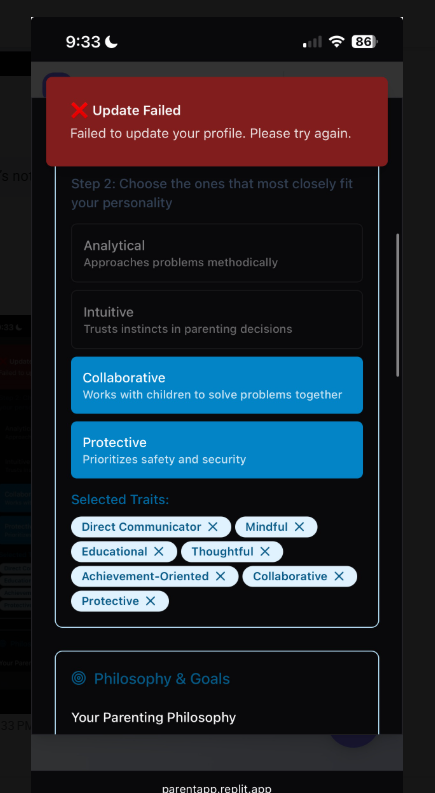 9:33
86
❌ Update Failed
Failed to update your profile. Please try again.
Step 2: Choose the ones that most closely fit
your personality
Analytical
Approaches problems methodically
Intuitive
Trusts instincts in parenting decisions
Collaborative
Works with children to solve problems together
Protective
Prioritizes safety and security
Selected Traits:
Direct Communicator ×
Mindful ×
Educational ×
Thoughtful ×
Achievement-Oriented ×
Collaborative ×
Protective ×
Philosophy & Goals
Your Parenting Philosophy
parentapp.replit.app